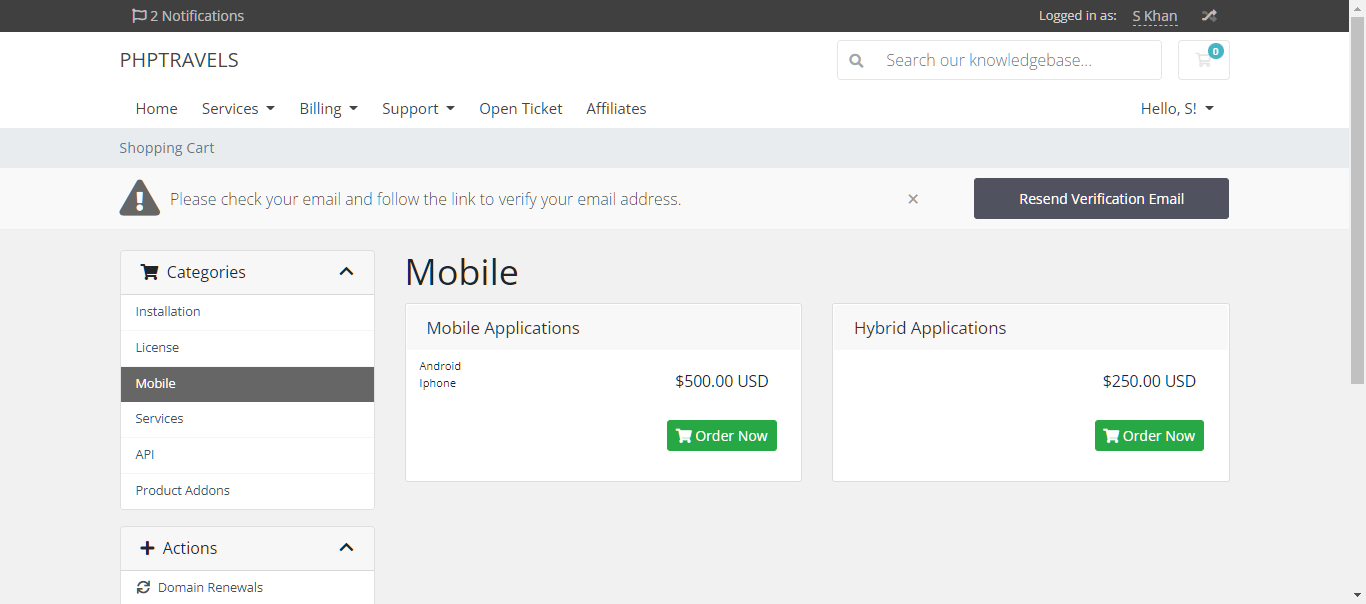 2 Notifications
Logged in as: S Khan
PHPTRAVELS
Search our knowledgebase...
0
Home Services Billing Support Open Ticket Affiliates Hello, S!
Shopping Cart
Please check your email and follow the link to verify your email address.
×
Resend Verification Email
Categories
Installation
License
Mobile
Services
API
Product Addons
Actions
Domain Renewals
Mobile
Mobile Applications
Android
Iphone
$500.00 USD
Order Now
Hybrid Applications
$250.00 USD
Order Now